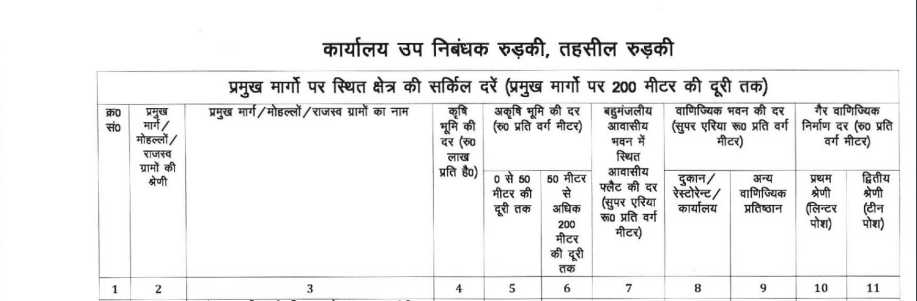 कार्यालय उप निबंधक रुड़की, तहसील रुड़की
प्रमुख मार्गो पर स्थित क्षेत्र की सर्किल दरें (प्रमुख मार्गो पर 200 मीटर की दूरी तक)
क्र0 सं0
प्रमुख मार्ग/ मोहल्लों/ राजस्व ग्रामों की श्रेणी
प्रमुख मार्ग/मोहल्लों/राजस्व ग्रामों का नाम
कृषि भूमि की दर (रु0 लाख प्रति है0)
अकृषि भूमि की दर (रु0 प्रति वर्ग मीटर)
0 से 50 मीटर की दूरी तक
50 मीटर से अधिक 200 मीटर की दूरी तक
बहुमंजलीय आवासीय भवन में स्थित आवासीय फ्लैट की दर (सुपर एरिया रू0 प्रति वर्ग मीटर)
वाणिज्यिक भवन की दर (सुपर एरिया रू0 प्रति वर्ग मीटर)
दुकान/ रेस्टोरेन्ट/ कार्यालय
अन्य वाणिज्यिक प्रतिष्ठान
गैर वाणिज्यिक निर्माण दर (रु0 प्रति वर्ग मीटर)
प्रथम श्रेणी (लिन्टर पोश)
द्वितीय श्रेणी (टीन पोश)
1 2 3 4 5 6 7 8 9 10 11